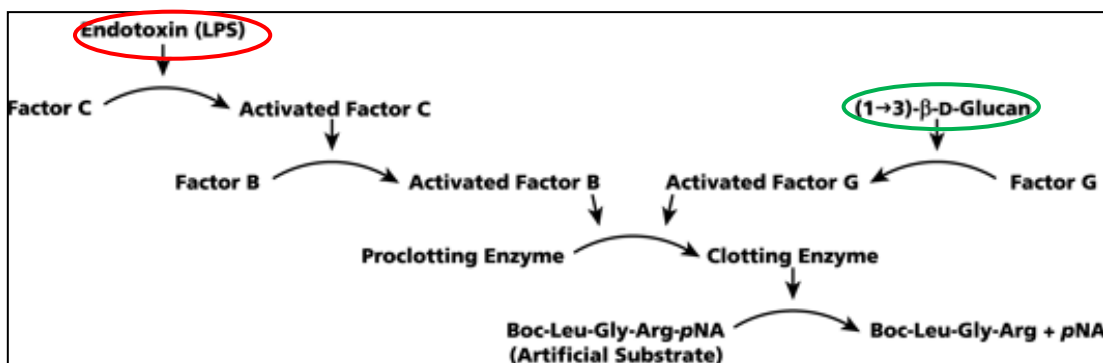 Endotoxin (LPS)
Factor C
Activated Factor C
(1→3)-β-D-Glucan
Factor B
Activated Factor B
Activated Factor G
Factor G
Proclotting Enzyme
Clotting Enzyme
Boc-Leu-Gly-Arg-pNA
(Artificial Substrate)
Boc-Leu-Gly-Arg + pNA